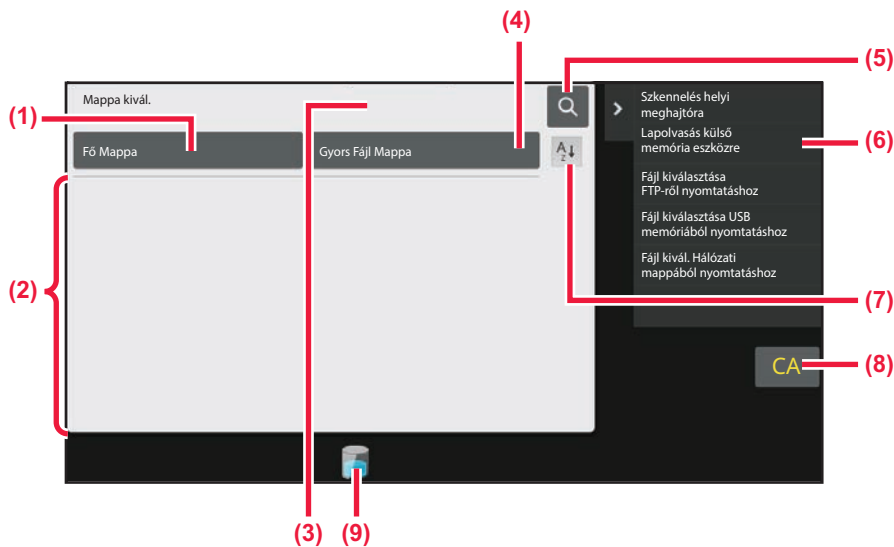 (4)
(5)
(1)
Mappa kivál.
Szkennelés helyi
meghajtóra
(6)
Fő Mappa
Gyors Fájl Mappa
A
Z
Lapolvasás külső
memória eszközre
Fájl kiválasztása
FTP-ről nyomtatáshoz
Fájl kiválasztása USB
memóriából nyomtatáshoz
Fájl kivál. Hálózati
mappából nyomtatáshoz
(2)
(7)
CA
(8)
(3)
(9)